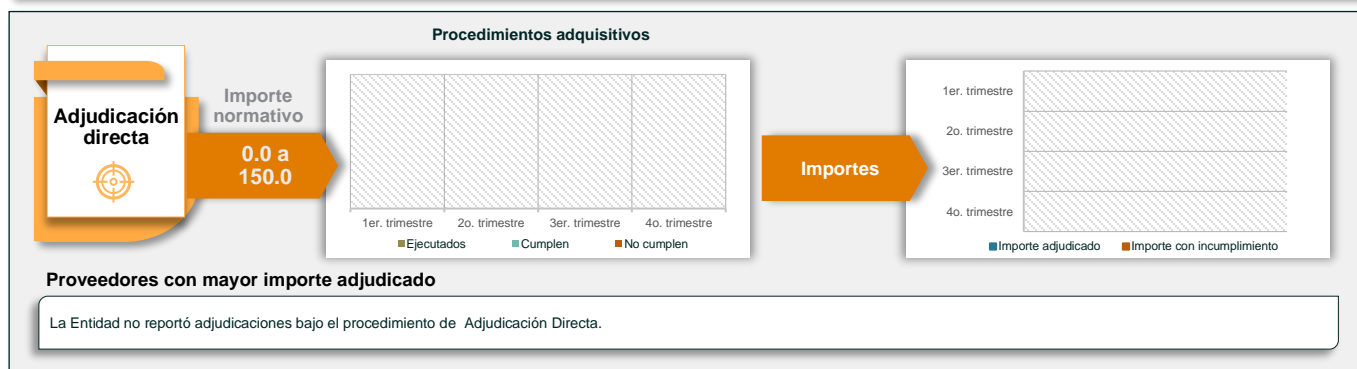 Procedimientos adquisitivos
Adjudicación
directa
Importe
normativo
0.0 a
150.0
1er. trimestre 2o. trimestre 3er. trimestre 4o. trimestre
Ejecutados Cumplen No cumplen
Importes
1er. trimestre
2o. trimestre
3er. trimestre
4o. trimestre
Importe adjudicado Importe con incumplimiento
Proveedores con mayor importe adjudicado
La Entidad no reportó adjudicaciones bajo el procedimiento de Adjudicación Directa.